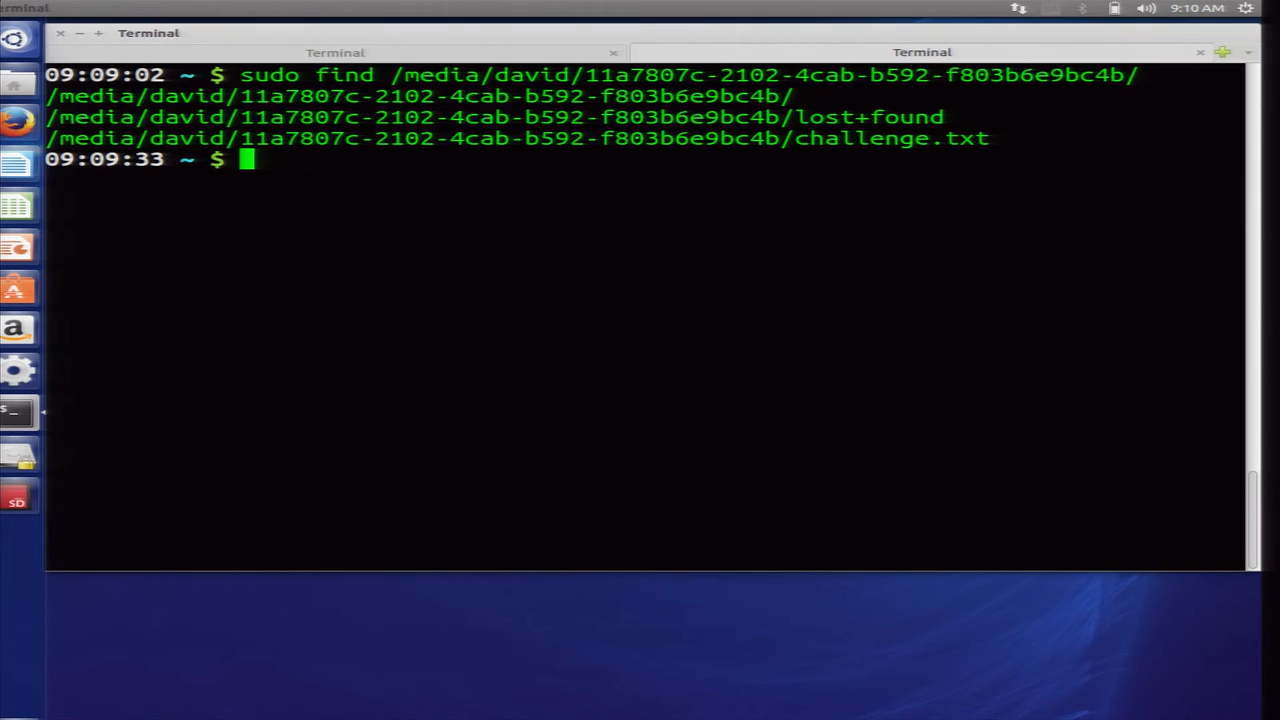 erminal
9:10 AM
Terminal
Terminal
Terminal
09:09:02 ~ $ sudo find /media/david/11a7807c-2102-4cab-b592-f803b6e9bc4b/
/media/david/11a7807c-2102-4cab-b592-f803b6e9bc4b/
/media/david/11a7807c-2102-4cab-b592-f803b6e9bc4b/lost+found
/media/david/11a7807c-2102-4cab-b592-f803b6e9bc4b/challenge.txt
09:09:33 ~ $
SD